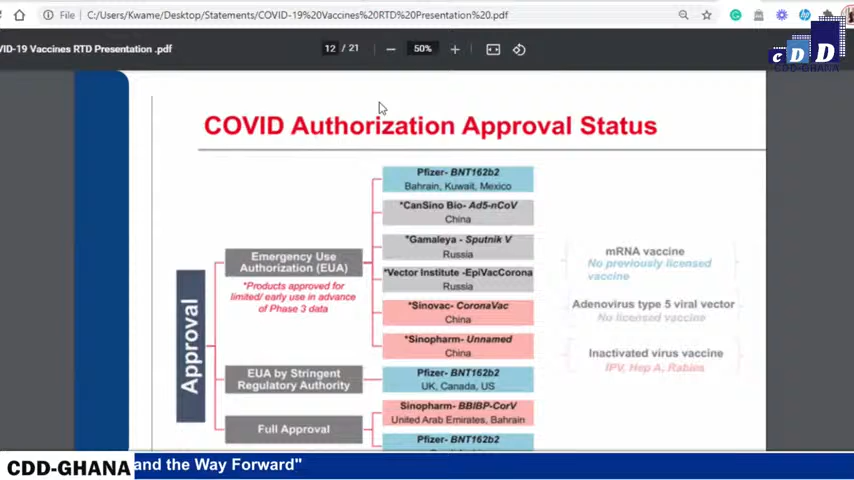 File | C:/Users/Kwame/Desktop/Statements/COVID-19%20Vaccines%20RTD%20Presentation%20.pdf
VID-19 Vaccines RTD Presentation .pdf
12 / 21
50%
cDD
CDD-GHANA
COVID Authorization Approval Status
Approval
Emergency Use
Authorization (EUA)
*Products approved for
limited/ early use in advance
of Phase 3 data
Pfizer- BNT162b2
Bahrain, Kuwait, Mexico
*CanSino Bio- Ad5-nCoV
China
*Gamaleya - Sputnik V
Russia
*Vector Institute -EpiVacCorona
Russia
*Sinovac- CoronaVac
China
*Sinopharm- Unnamed
China
EUA by Stringent
Regulatory Authority
Pfizer- BNT162b2
UK, Canada, US
Full Approval
Sinopharm- BBIBP-CorV
United Arab Emirates, Bahrain
Pfizer- BNT162b2
mRNA vaccine
No previously licensed
vaccine
Adenovirus type 5 viral vector
No licensed vaccine
Inactivated virus vaccine
IPV, Hep A, Rabies
CDD-GHANA
and the Way Forward"